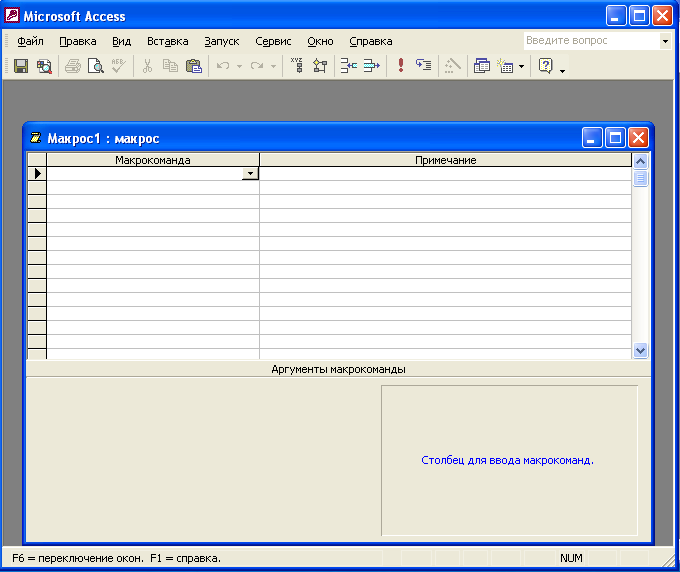 Microsoft Access
Файл Правка Вид Вставка Запуск Сервис Окно Справка Введите вопрос
XYZ
Макрос1 : макрос
Макрокоманда Примечание
Аргументы макрокоманды
Столбец для ввода макрокоманд.
F6 = переключение окон. F1 = справка. NUM